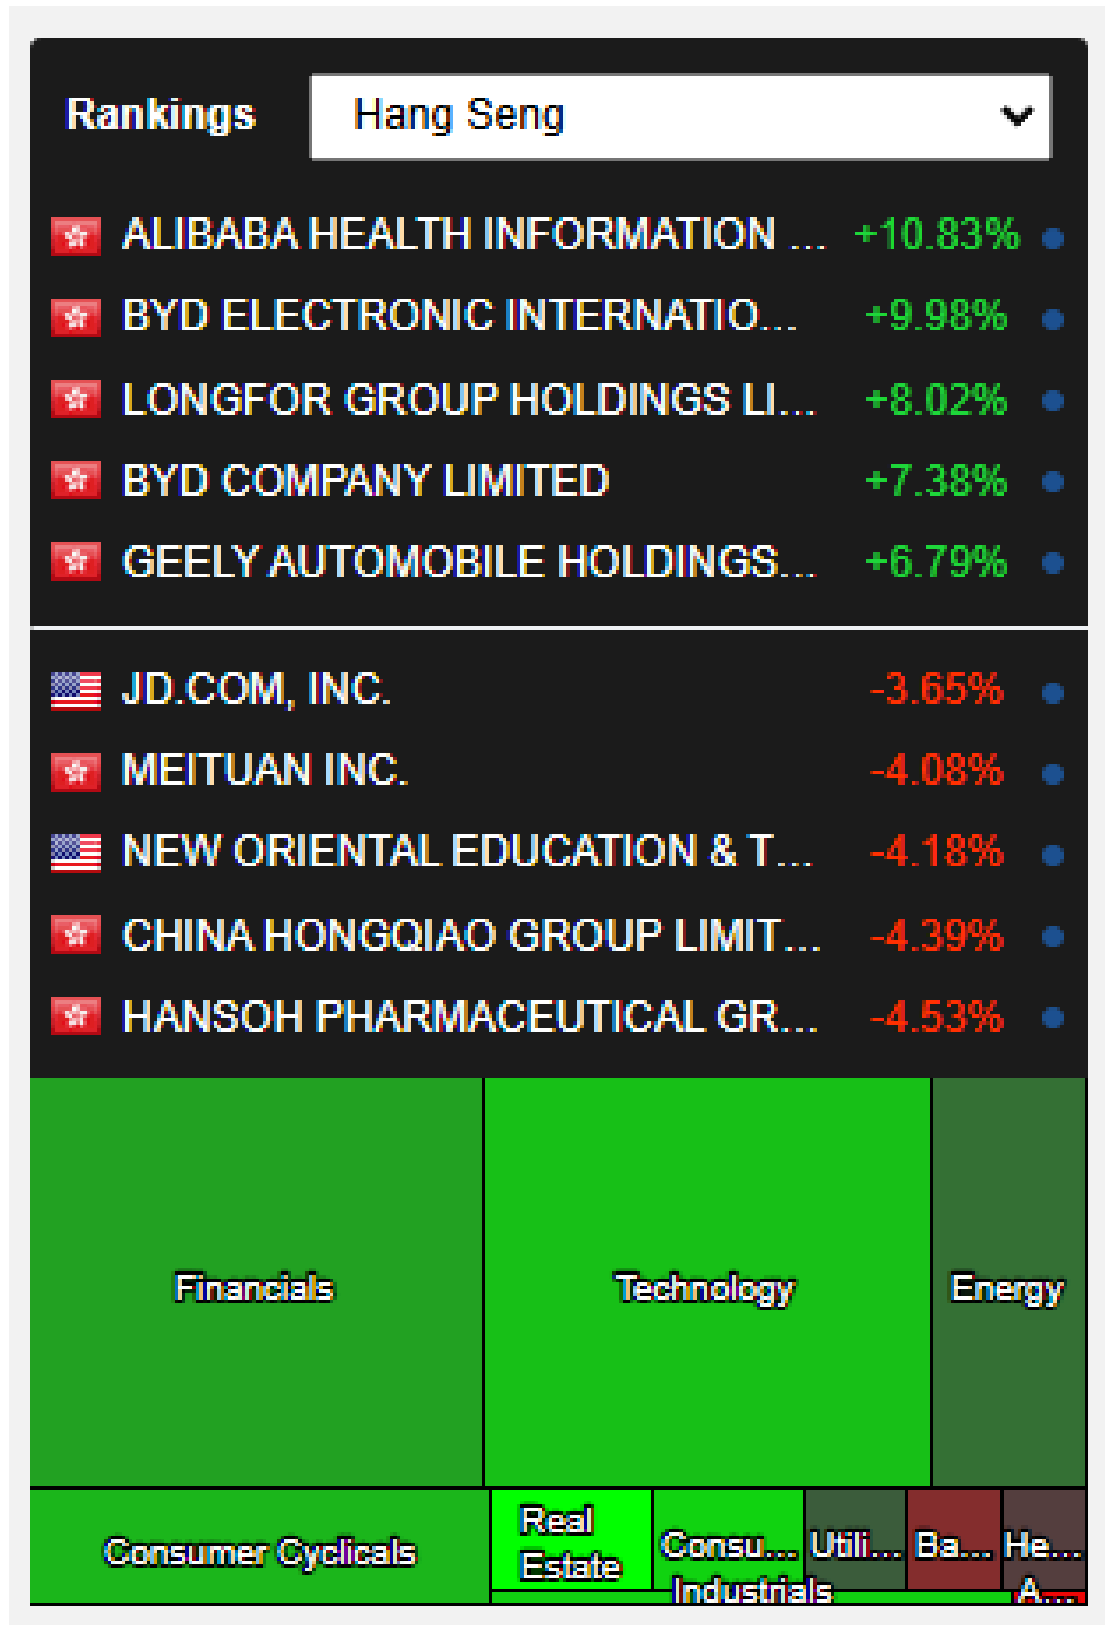 Rankings Hang Seng
ALIBABA HEALTH INFORMATION ... +10.83%
BYD ELECTRONIC INTERNATIO... +9.98%
LONGFOR GROUP HOLDINGS LI... +8.02%
BYD COMPANY LIMITED +7.38%
GEELY AUTOMOBILE HOLDINGS... +6.79%
JD.COM, INC. -3.65%
MEITUAN INC. -4.08%
NEW ORIENTAL EDUCATION & T... -4.18%
CHINA HONGQIAO GROUP LIMIT... -4.39%
HANSOH PHARMACEUTICAL GR... -4.53%
Financials
Technology
Energy
Consumer Cyclicals
Real
Estate
Consu...
Utili...
Ba...
He...
Industrials
A...